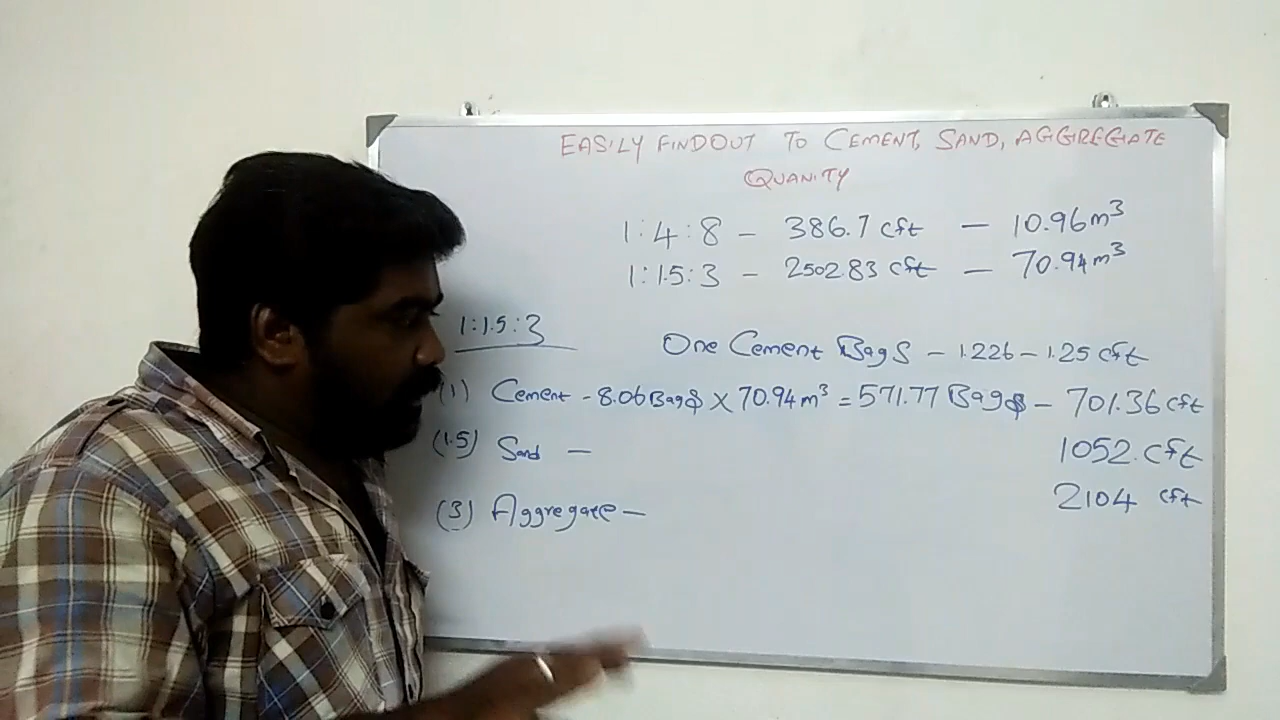 EASILY FINDOUT TO CEMENT, SAND, AGGREGATE
QUANITY
1:4:8 - 386.7 cft - 10.96m³
1:1.5:3 - 2502.83 cft - 70.94m³
1:1.5:3
One Cement Bags - 1.226 - 1.25 cft
(1) Cement - 8.06 Bags X 70.94m³ = 571.77 Bags - 701.36 cft
(1.5) Sand - 1052. cft
(3) Aggregate - 2104 cft